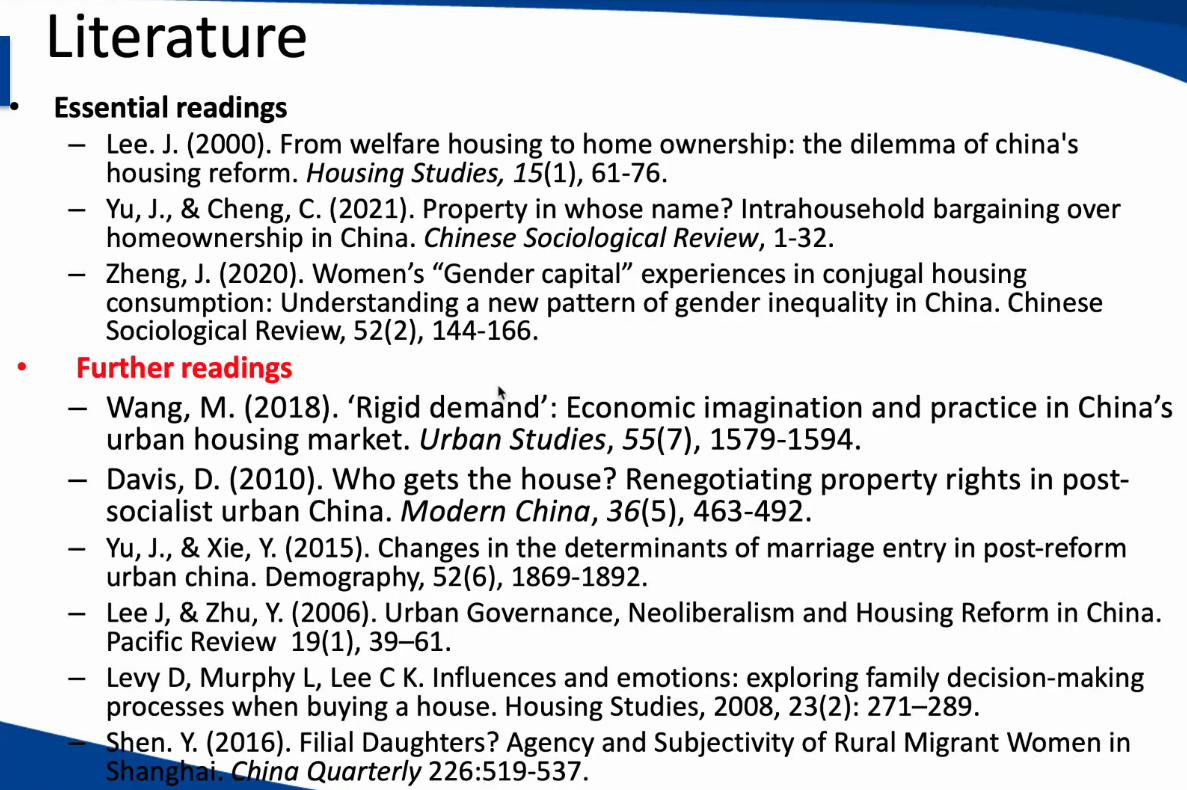 Literature
• Essential readings
– Lee. J. (2000). From welfare housing to home ownership: the dilemma of china's
housing reform. Housing Studies, 15(1), 61-76.
– Yu, J., & Cheng, C. (2021). Property in whose name? Intrahousehold bargaining over
homeownership in China. Chinese Sociological Review, 1-32.
– Zheng, J. (2020). Women’s “Gender capital” experiences in conjugal housing
consumption: Understanding a new pattern of gender inequality in China. Chinese
Sociological Review, 52(2), 144-166.
• Further readings
– Wang, M. (2018). ‘Rigid demand’: Economic imagination and practice in China’s
urban housing market. Urban Studies, 55(7), 1579-1594.
– Davis, D. (2010). Who gets the house? Renegotiating property rights in post-
socialist urban China. Modern China, 36(5), 463-492.
– Yu, J., & Xie, Y. (2015). Changes in the determinants of marriage entry in post-reform
urban china. Demography, 52(6), 1869-1892.
– Lee J, & Zhu, Y. (2006). Urban Governance, Neoliberalism and Housing Reform in China.
Pacific Review 19(1), 39–61.
– Levy D, Murphy L, Lee C K. Influences and emotions: exploring family decision-making
processes when buying a house. Housing Studies, 2008, 23(2): 271–289.
– Shen. Y. (2016). Filial Daughters? Agency and Subjectivity of Rural Migrant Women in
Shanghai. China Quarterly 226:519-537.